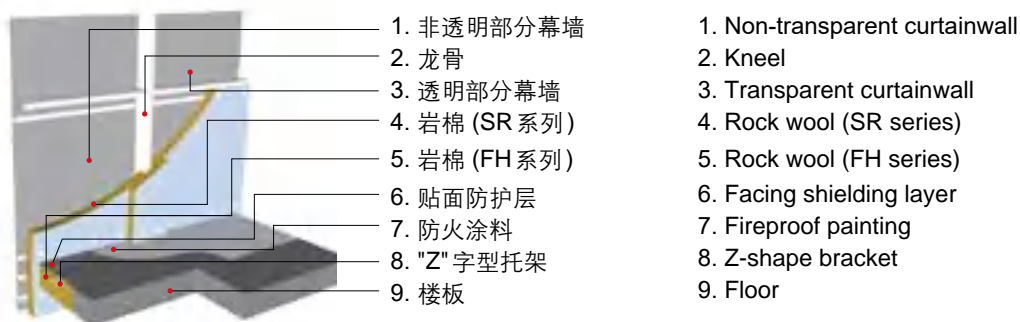 1. 非透明部分幕墙
2. 龙骨
3. 透明部分幕墙
4. 岩棉 (SR系列)
5. 岩棉 (FH系列)
6. 贴面防护层
7. 防火涂料
8. "Z"字型托架
9. 楼板
1. Non-transparent curtainwall
2. Kneel
3. Transparent curtainwall
4. Rock wool (SR series)
5. Rock wool (FH series)
6. Facing shielding layer
7. Fireproof painting
8. Z-shape bracket
9. Floor